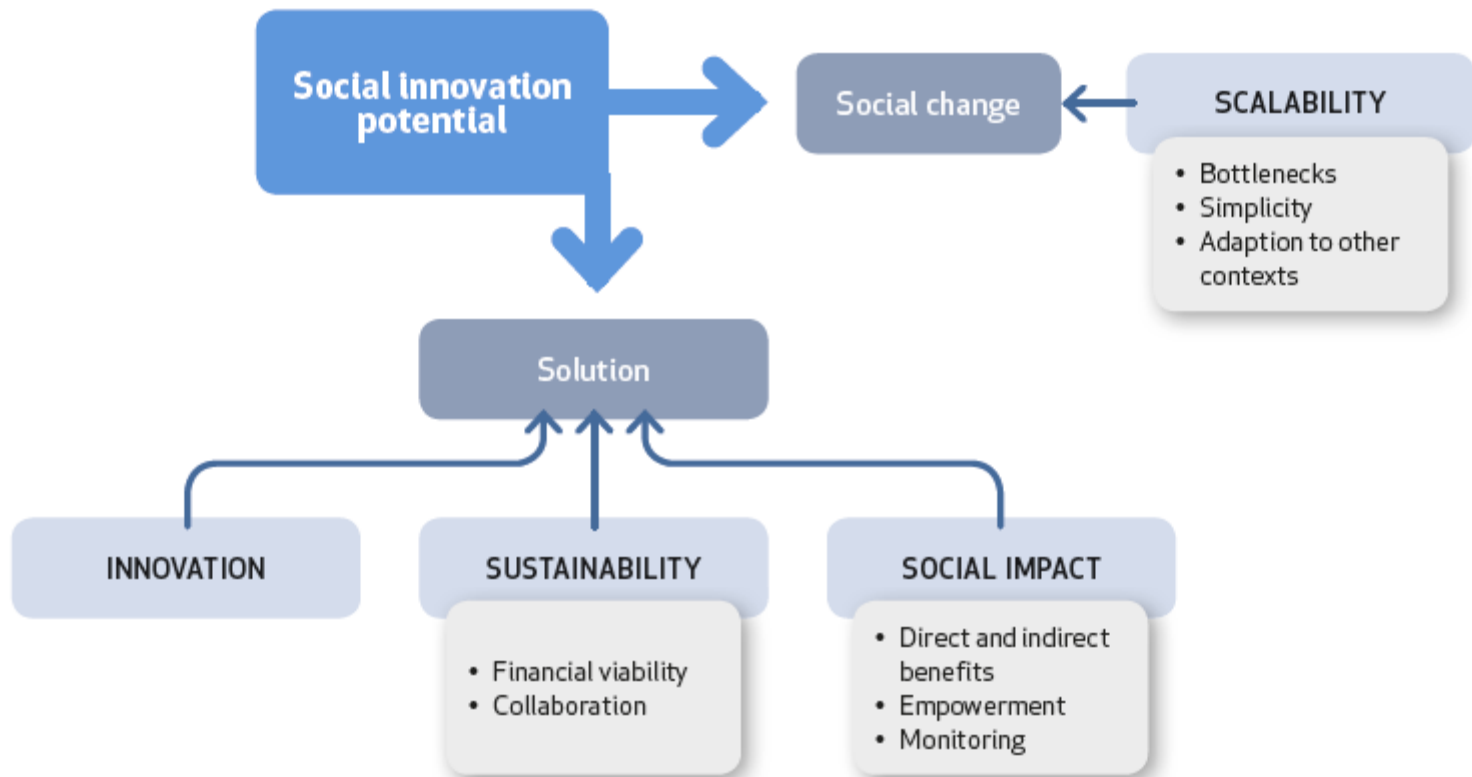 Social innovation
potential
Social change
SCALABILITY
• Bottlenecks
• Simplicity
• Adaption to other
contexts
Solution
INNOVATION
SUSTAINABILITY
• Financial viability
• Collaboration
SOCIAL IMPACT
• Direct and indirect
benefits
• Empowerment
• Monitoring